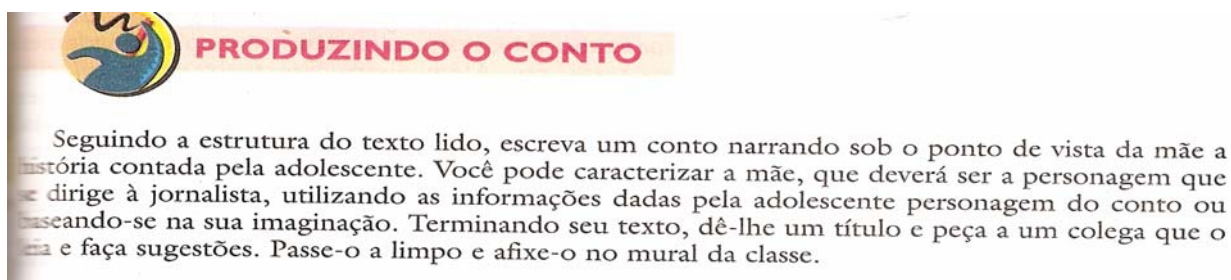 PRODUZINDO O CONTO
Seguindo a estrutura do texto lido, escreva um conto narrando sob o ponto de vista da mãe a
história contada pela adolescente. Você pode caracterizar a mãe, que deverá ser a personagem que
se dirige à jornalista, utilizando as informações dadas pela adolescente personagem do conto ou
baseando-se na sua imaginação. Terminando seu texto, dê-lhe um título e peça a um colega que o
leia e faça sugestões. Passe-o a limpo e afixe-o no mural da classe.